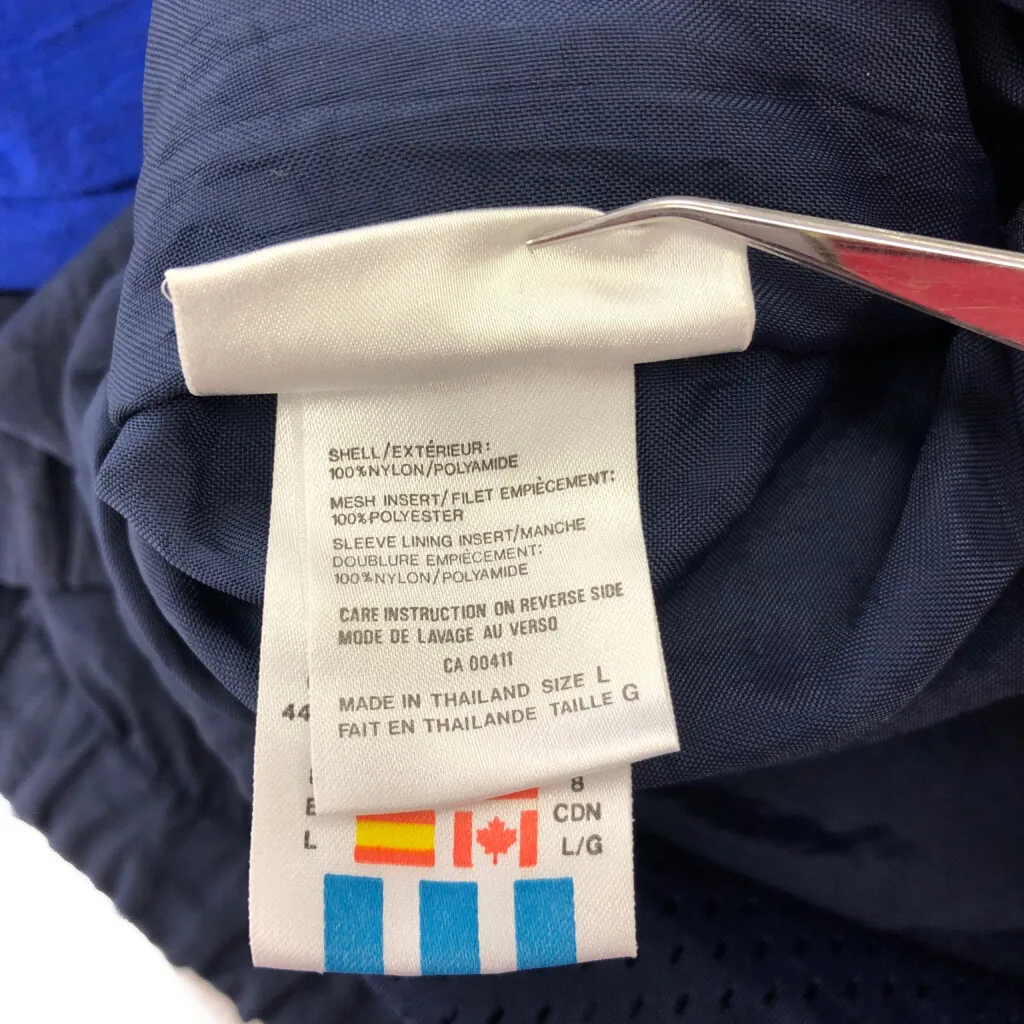 SHELL/EXTÉRIEUR:
100%NYLON/POLYAMIDE
MESH INSERT/FILET EMPIÈCEMENT:
100%POLYESTER
SLEEVE LINING INSERT/MANCHE
DOUBLURE EMPIÈCEMENT:
100%NYLON/POLYAMIDE
CARE INSTRUCTION ON REVERSE SIDE
MODE DE LAVAGE AU VERSO
CA 00411
MADE IN THAILAND SIZE L
FAIT EN THAILANDE TAILLE G
44
8
E CDN
L L/G